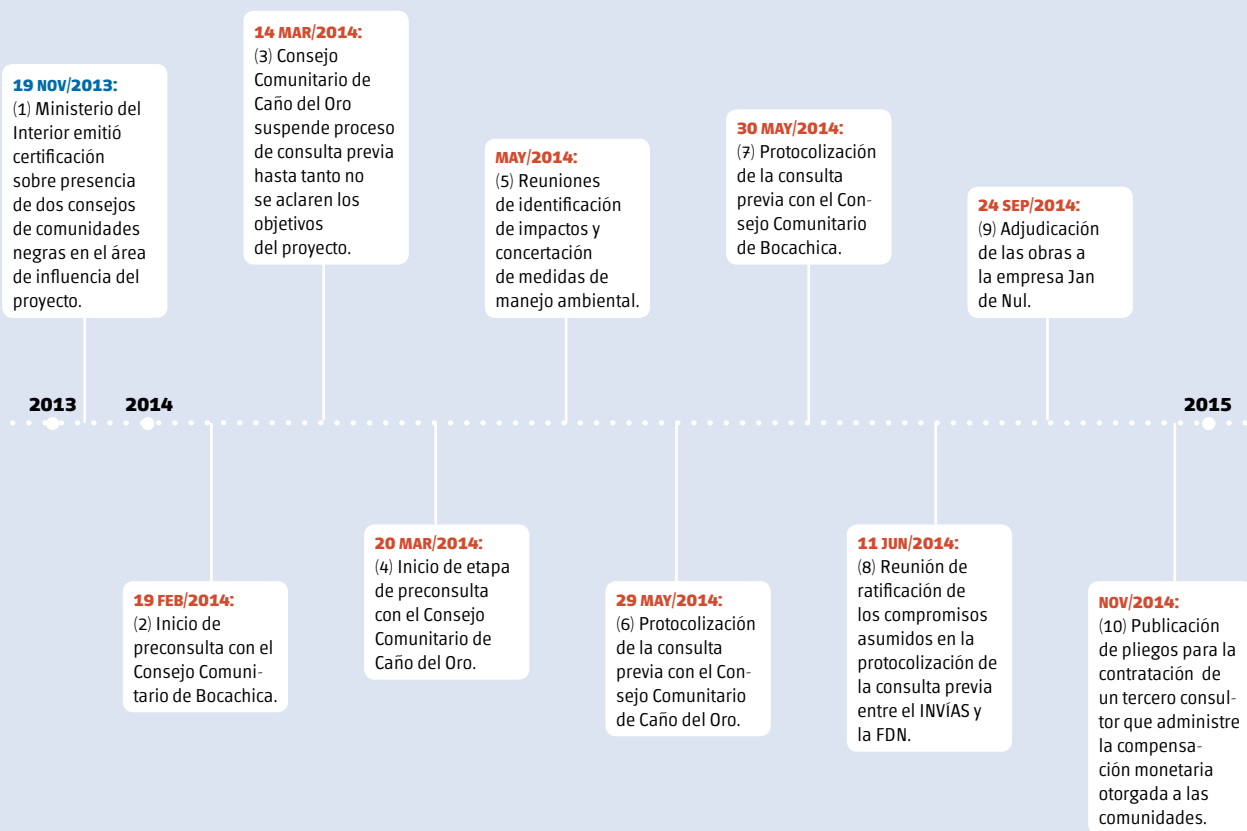 19 NOV/2013:
(1) Ministerio del
Interior emitió
certificación
sobre presencia
de dos consejos
de comunidades
negras en el área
de influencia del
proyecto.
14 MAR/2014:
(3) Consejo
Comunitario de
Caño del Oro
suspende proceso
de consulta previa
hasta tanto no
se aclaren los
objetivos
del proyecto.
MAY/2014:
(5) Reuniones
de identificación
de impactos y
concertación
de medidas de
manejo ambiental.
30 MAY/2014:
(7) Protocolización
de la consulta
previa con el Con-
sejo Comunitario
de Bocachica.
24 SEP/2014:
(9) Adjudicación
de las obras a
la empresa Jan
de Nul.
2013
2014
2015
19 FEB/2014:
(2) Inicio de
preconsulta con el
Consejo Comuni-
tario de Bocachica.
20 MAR/2014:
(4) Inicio de etapa
de preconsulta
con el Consejo
Comunitario de
Caño del Oro.
29 MAY/2014:
(6) Protocolización
de la consulta
previa con el Con-
sejo Comunitario
de Caño del Oro.
11 JUN/2014:
(8) Reunión de
ratificación de
los compromisos
asumidos en la
protocolización de
la consulta previa
entre el INVÍAS y
la FDN.
NOV/2014:
(10) Publicación
de pliegos para la
contratación de
un tercero consul-
tor que administre
la compensa-
ción monetaria
otorgada a las
comunidades.